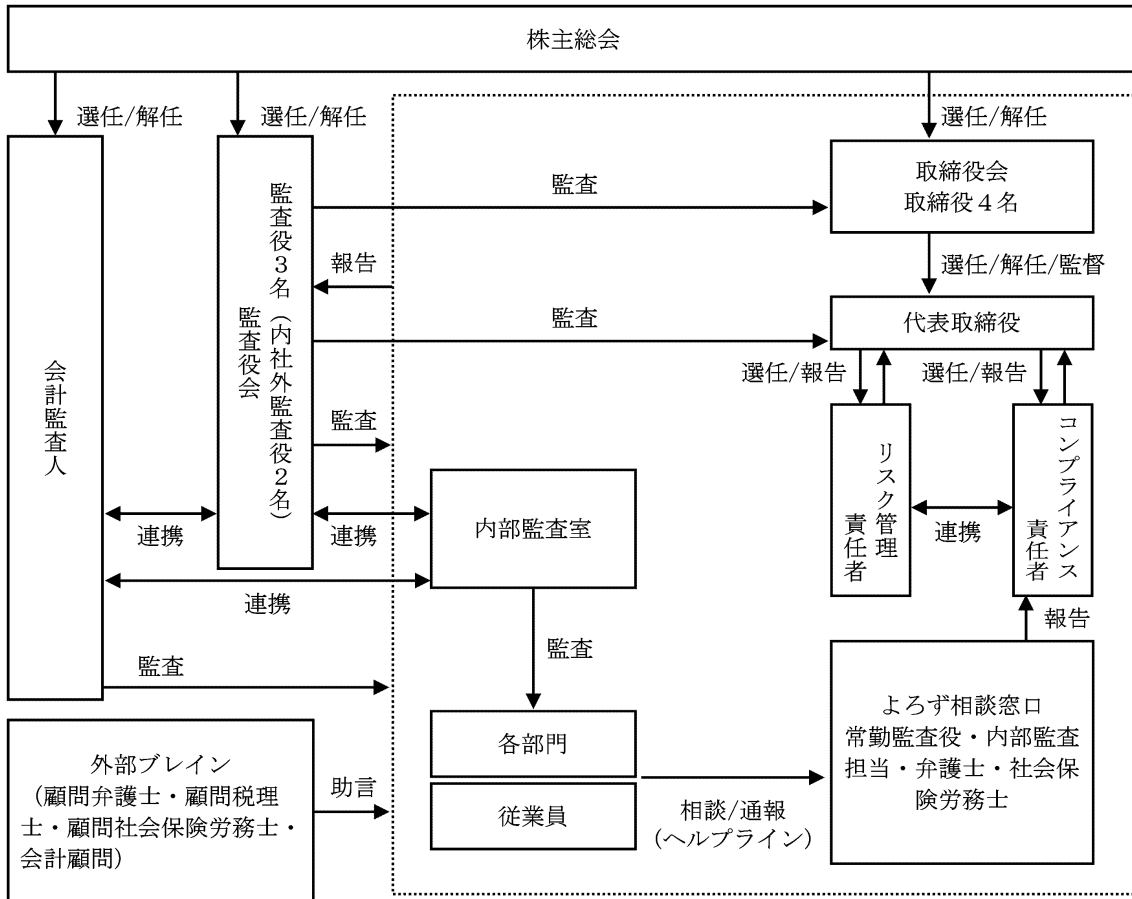 株主総会
選任/解任
選任/解任
選任/解任
会計監査人
監査役3名（内社外監査役2名）
監査役会
監査
取締役会
取締役４名
報告
選任/解任/監督
監査
代表取締役
選任/報告
選任/報告
監査
リスク管理
責任者
コンプライアンス
責任者
連携
連携
連携
内部監査室
連携
報告
監査
監査
よろず相談窓口
常勤監査役・内部監査
担当・弁護士・社会保
険労務士
各部門
従業員
相談/通報
(ヘルプライン)
外部ブレイン
（顧問弁護士・顧問税理
士・顧問社会保険労務士・
会計顧問）
助言